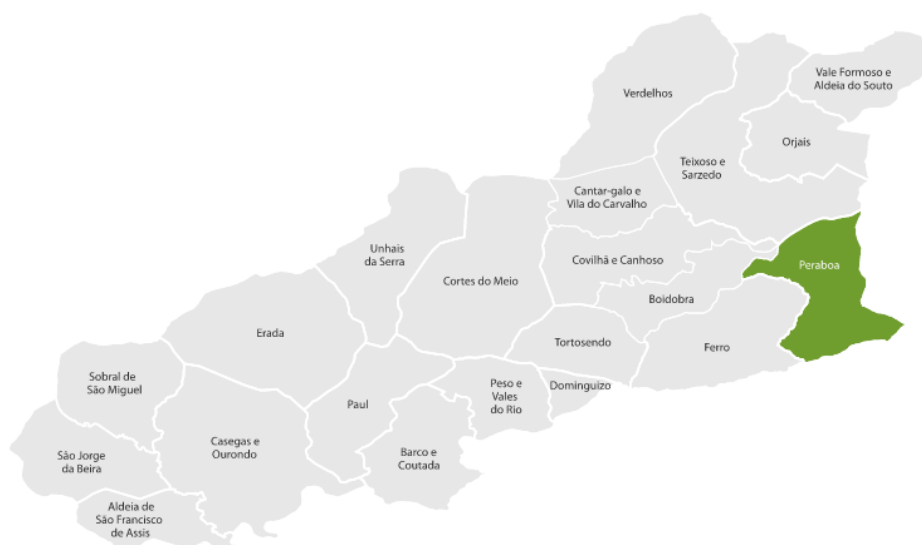 Vale Formoso e
Aldeia do Souto
Verdelhos
Orjais
Teixoso e
Sarzedo
Cantar-galo e
Vila do Carvalho
Unhais
da Serra
Covilhã e Canhoso
Peraboa
Cortes do Meio
Boidobra
Erada
Tortosendo
Ferro
Sobral de
São Miguel
Peso e
Vales
do Rio
Dominguizo
Paul
Casegas e
Ourondo
Barco e
Coutada
São Jorge
da Beira
Aldeia de
São Francisco
de Assis